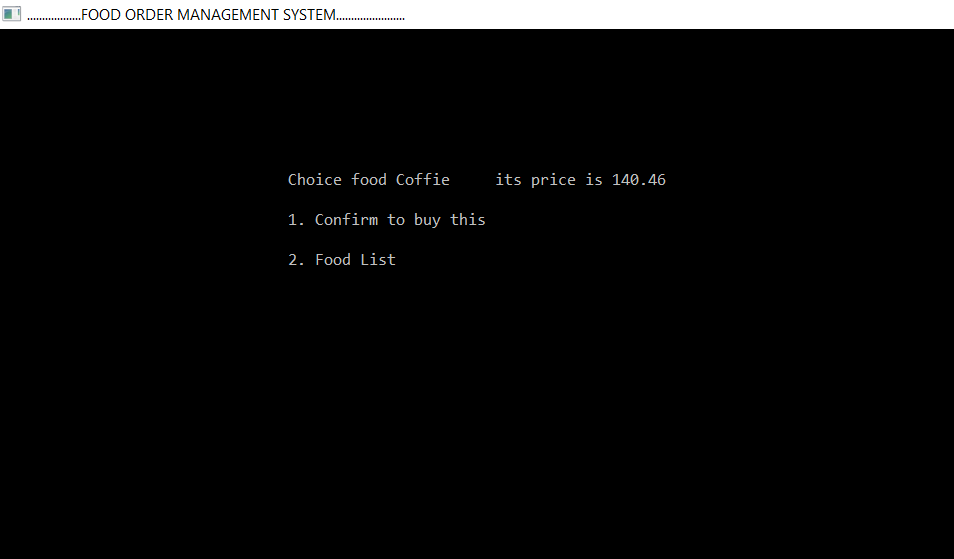 ..................FOOD ORDER MANAGEMENT SYSTEM.......................
Choice food Coffie     its price is 140.46
1. Confirm to buy this
2. Food List